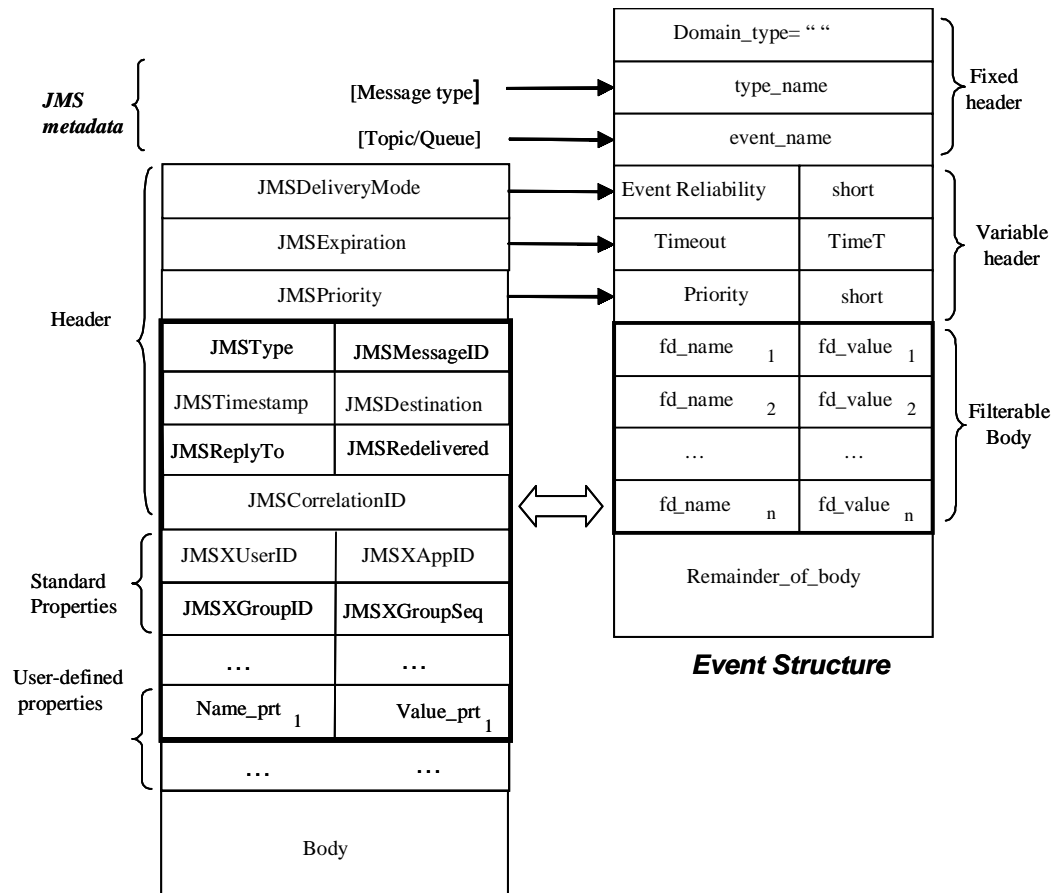 Domain_type= “ “
JMS metadata
[Message type]
type_name
Fixed header
[Topic/Queue]
event_name
Header
JMSDeliveryMode
Event Reliability
short
JMSExpiration
Timeout
TimeT
Variable header
JMSPriority
Priority
short
JMSType
JMSMessageID
fd_name 1
fd_value 1
JMSTimestamp
JMSDestination
fd_name 2
fd_value 2
Filterable Body
JMSReplyTo
JMSRedelivered
...
...
JMSCorrelationID
fd_name n
fd_value n
Standard Properties
JMSXUserID
JMSXAppID
Remainder_of_body
JMSXGroupID
JMSXGroupSeq
Event Structure
...
...
User-defined properties
Name_prt 1
Value_prt 1
...
...
Body